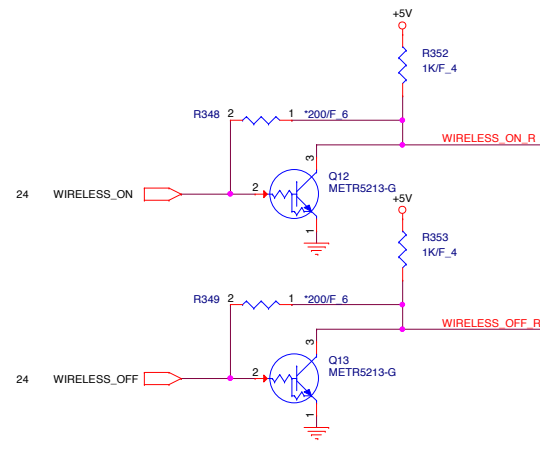 +5V
R352
1K/F_4
R348 2 1 *200/F_6
WIRELESS_ON_R
3
Q12
METR5213-G
24 WIRELESS_ON 2
1
+5V
R353
1K/F_4
R349 2 1 *200/F_6
WIRELESS_OFF_R
3
Q13
METR5213-G
24 WIRELESS_OFF 2
1